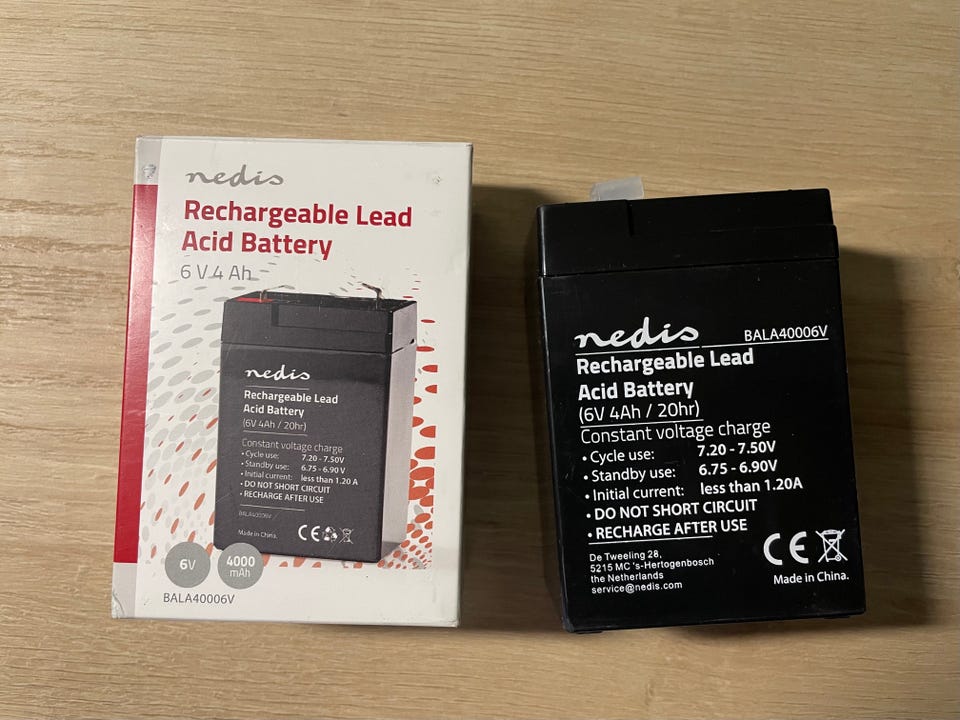 nedis
Rechargeable Lead
Acid Battery
6 V 4 Ah
nedis
Rechargeable Lead
Acid Battery
(6V 4Ah / 20hr)
Constant voltage charge
• Cycle use: 7.20 - 7.50V
• Standby use: 6.75 - 6.90 V
• Initial current: less than 1.20 A
• DO NOT SHORT CIRCUIT
• RECHARGE AFTER USE
BALA40006V
Made in China.
CE
6V
4000
mAh
BALA40006V
nedis
BALA40006V
Rechargeable Lead
Acid Battery
(6V 4Ah / 20hr)
Constant voltage charge
• Cycle use: 7.20 - 7.50V
• Standby use: 6.75 - 6.90V
• Initial current: less than 1.20A
• DO NOT SHORT CIRCUIT
• RECHARGE AFTER USE
De Tweeling 28,
5215 MC 's-Hertogenbosch
the Netherlands
service@nedis.com
CE
Made in China.